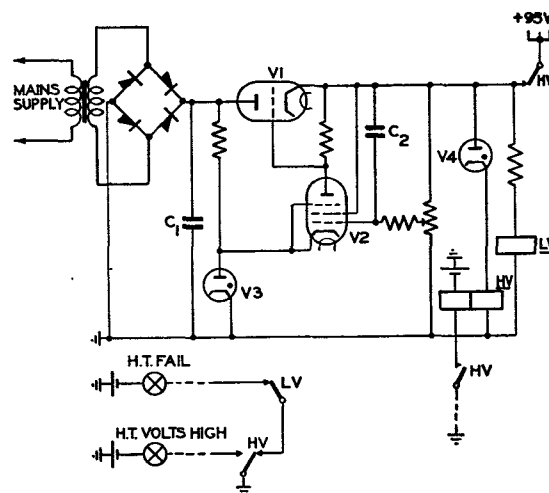 +95V
HV
V1
MAINS
SUPPLY
C2
V4
C1
V2
LV
V3
HV
H.T. FAIL
LV
HV
H.T. VOLTS HIGH
HV